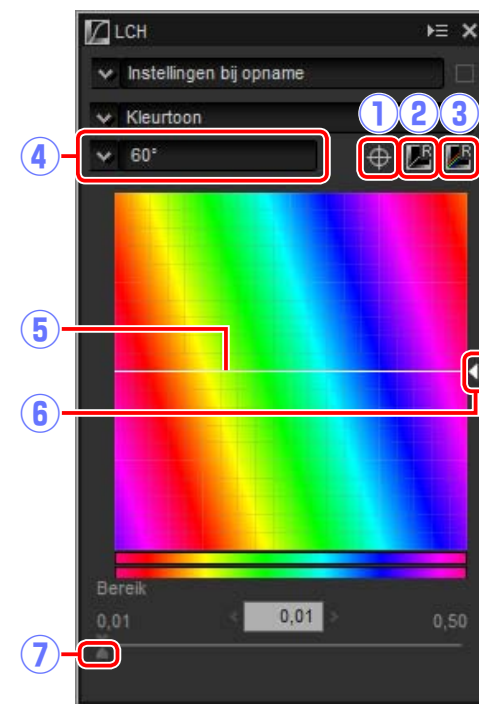 LCH
Instellingen bij opname
Kleurtoon
1 2 3
4 60°
R R
5
6
Bereik
0,01 0,01 0,50
7